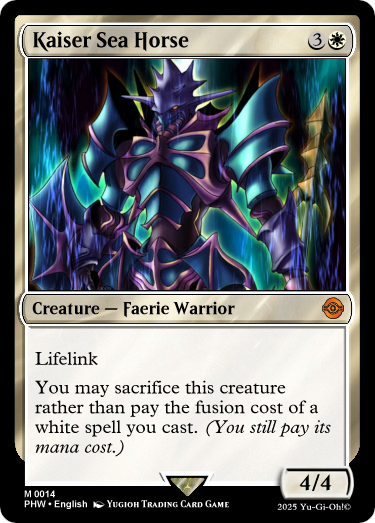 Kaiser Sea Horse 3
Creature — Faerie Warrior
Lifelink
You may sacrifice this creature
rather than pay the fusion cost of a
white spell you cast. (You still pay its
mana cost.)
4/4
M 0014
PHW • English YUGIOH TRADING CARD GAME
2025 Yu-Gi-Oh!©